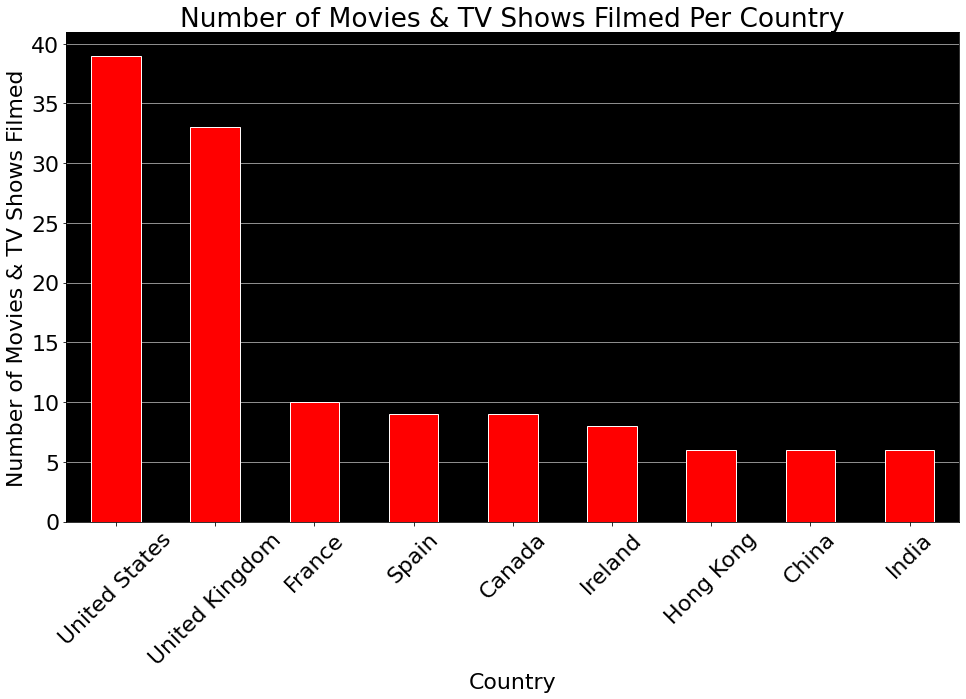 Number of Movies & TV Shows Filmed Per Country
Number of Movies & TV Shows Filmed
40
35
30
25
20
15
10
5
0
United States
United Kingdom
France
Spain
Canada
Ireland
Hong Kong
China
India
Country